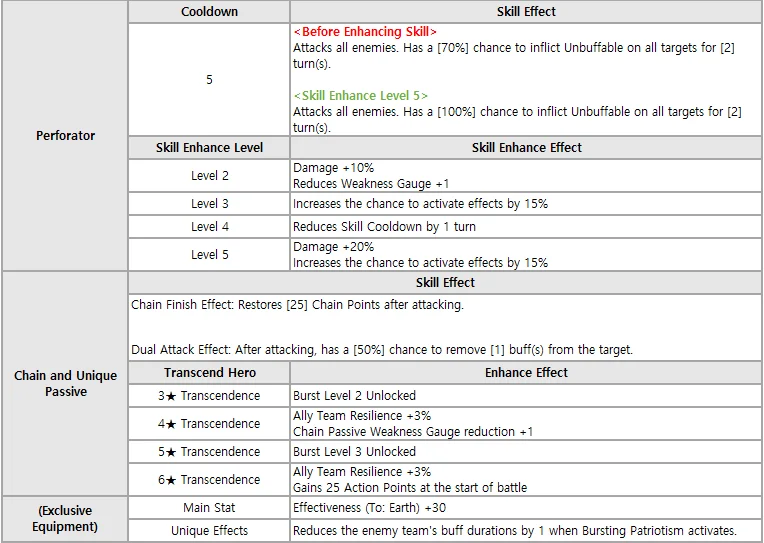 Cooldown Skill Effect
Perforator
5
<Before Enhancing Skill>
Attacks all enemies. Has a [70%] chance to inflict Unbuffable on all targets for [2]
turn(s).
<Skill Enhance Level 5>
Attacks all enemies. Has a [100%] chance to inflict Unbuffable on all targets for [2]
turn(s).
Skill Enhance Level Skill Enhance Effect
Level 2
Damage +10%
Reduces Weakness Gauge +1
Level 3 Increases the chance to activate effects by 15%
Level 4 Reduces Skill Cooldown by 1 turn
Level 5
Damage +20%
Increases the chance to activate effects by 15%
Chain and Unique
Passive
Skill Effect
Chain Finish Effect: Restores [25] Chain Points after attacking.
Dual Attack Effect: After attacking, has a [50%] chance to remove [1] buff(s) from the target.
Transcend Hero Enhance Effect
3★ Transcendence Burst Level 2 Unlocked
4★ Transcendence
Ally Team Resilience +3%
Chain Passive Weakness Gauge reduction +1
5★ Transcendence Burst Level 3 Unlocked
6★ Transcendence
Ally Team Resilience +3%
Gains 25 Action Points at the start of battle
(Exclusive
Equipment)
Main Stat Effectiveness (To: Earth) +30
Unique Effects Reduces the enemy team's buff durations by 1 when Bursting Patriotism activates.